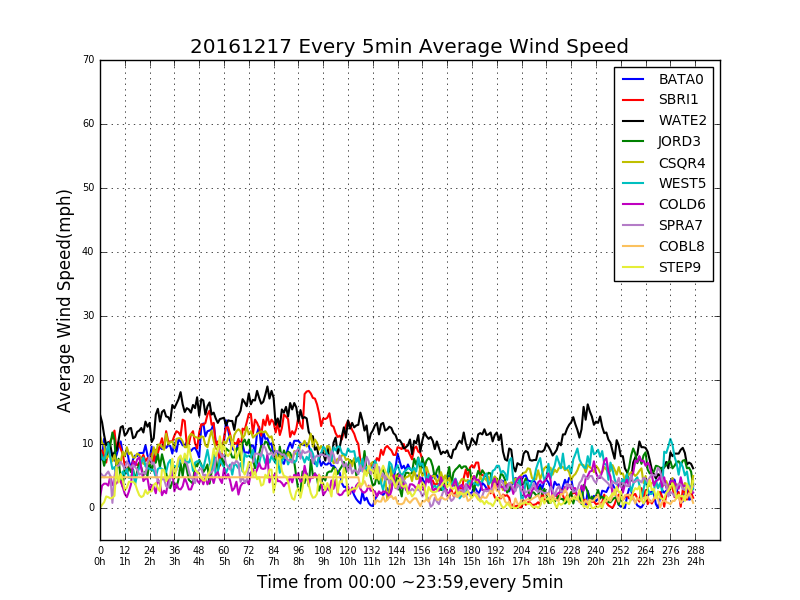 20161217 Every 5min Average Wind Speed
70
60
50
40
30
20
10
0
Average Wind Speed(mph)
BATA0
SBRI1
WATE2
JORD3
CSQR4
WEST5
COLD6
SPRA7
COBL8
STEP9
0 12 24 36 48 60 72 84 96 108 120 132 144 156 168 180 192 204 216 228 240 252 264 276 288
0h 1h 2h 3h 4h 5h 6h 7h 8h 9h 10h 11h 12h 13h 14h 15h 16h 17h 18h 19h 20h 21h 22h 23h 24h
Time from 00:00 ~23:59,every 5min